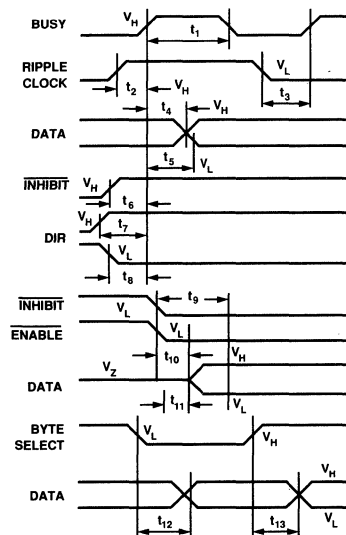 BUSY V_H t_1
RIPPLE CLOCK t_2 V_H V_L t_3
t_4 V_H
DATA
t_5 V_L
INHIBIT V_H t_6
V_H t_7
DIR
V_L t_8
INHIBIT V_L t_9
ENABLE V_L
V_Z t_10 V_H
DATA
t_11 V_L
BYTE SELECT V_L V_H
DATA V_H
V_L
t_12 t_13